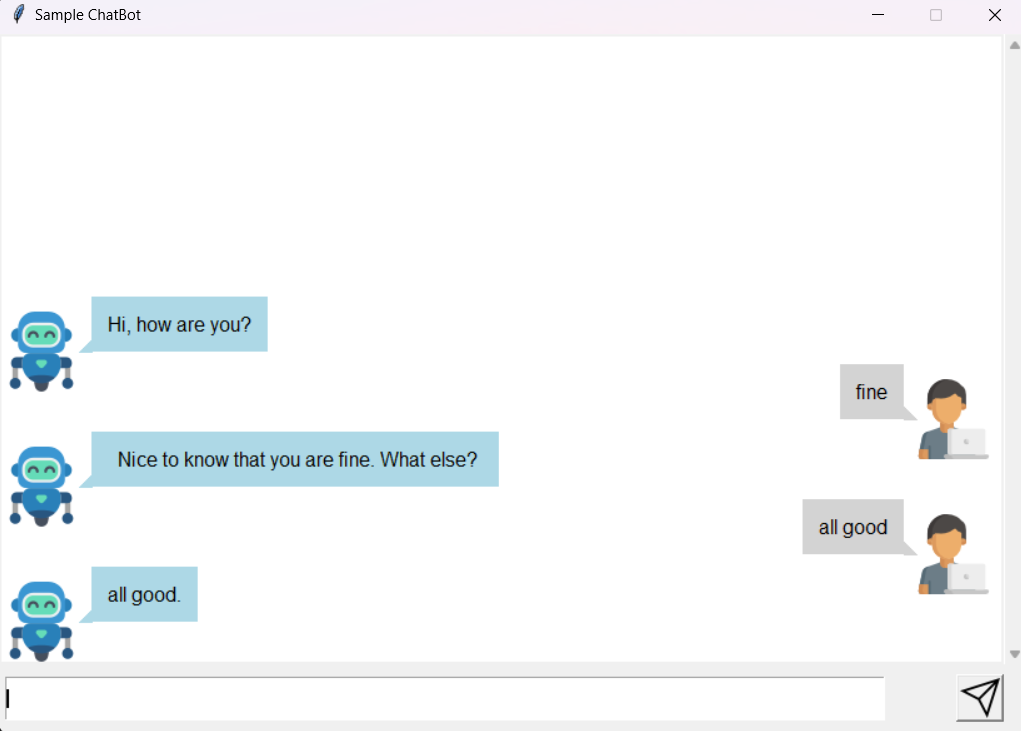 Sample ChatBot
Hi, how are you?
fine
Nice to know that you are fine. What else?
all good
all good.